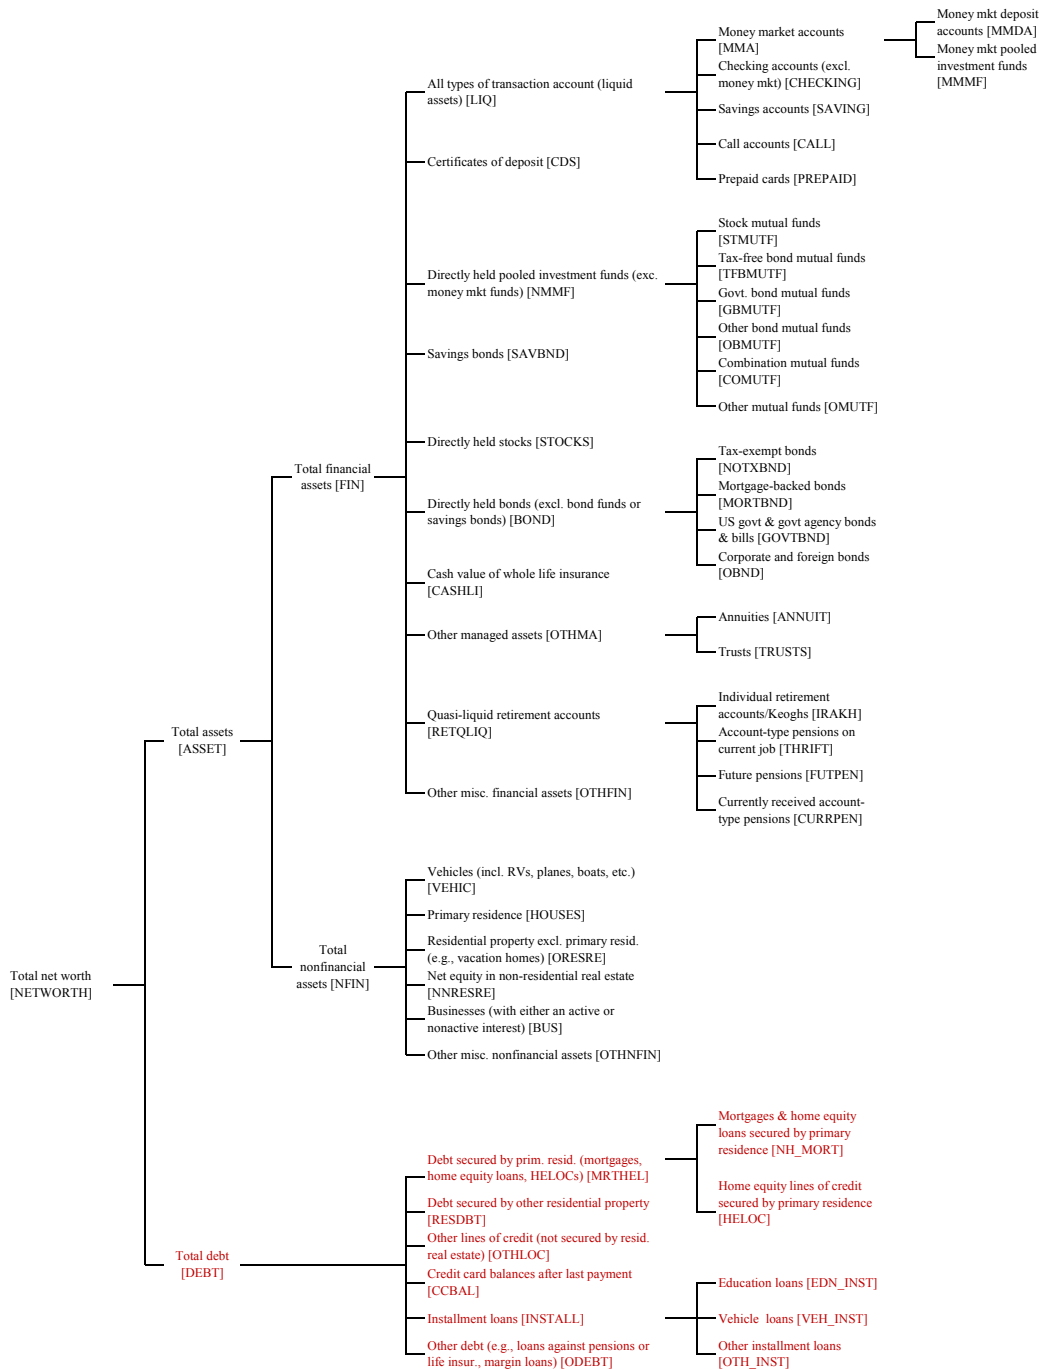 Total net worth
[NETWORTH]
Total assets
[ASSET]
Total financial
assets [FIN]
All types of transaction account (liquid
assets) [LIQ]
Money market accounts
[MMA]
Money mkt deposit
accounts [MMDA]
Money mkt pooled
investment funds
[MMMF]
Checking accounts (excl.
money mkt) [CHECKING]
Savings accounts [SAVING]
Call accounts [CALL]
Prepaid cards [PREPAID]
Certificates of deposit [CDS]
Directly held pooled investment funds (exc.
money mkt funds) [NMMF]
Stock mutual funds
[STMUTF]
Tax-free bond mutual funds
[TFBMUTF]
Govt. bond mutual funds
[GBMUTF]
Other bond mutual funds
[OBMUTF]
Combination mutual funds
[COMUTF]
Other mutual funds [OMUTF]
Savings bonds [SAVBND]
Directly held stocks [STOCKS]
Directly held bonds (excl. bond funds or
savings bonds) [BOND]
Tax-exempt bonds
[NOTXBND]
Mortgage-backed bonds
[MORTBND]
US govt & govt agency bonds
& bills [GOVTBND]
Corporate and foreign bonds
[OBND]
Cash value of whole life insurance
[CASHLI]
Other managed assets [OTHMA]
Annuities [ANNUIT]
Trusts [TRUSTS]
Quasi-liquid retirement accounts
[RETQLIQ]
Individual retirement
accounts/Keoghs [IRAKH]
Account-type pensions on
current job [THRIFT]
Future pensions [FUTPEN]
Currently received account-
type pensions [CURRPEN]
Other misc. financial assets [OTHFIN]
Total
nonfinancial
assets [NFIN]
Vehicles (incl. RVs, planes, boats, etc.)
[VEHIC]
Primary residence [HOUSES]
Residential property excl. primary resid.
(e.g., vacation homes) [ORESRE]
Net equity in non-residential real estate
[NNRESRE]
Businesses (with either an active or
nonactive interest) [BUS]
Other misc. nonfinancial assets [OTHNFIN]
Total debt
[DEBT]
Debt secured by prim. resid. (mortgages,
home equity loans, HELOCs) [MRTHEL]
Mortgages & home equity
loans secured by primary
residence [NH_MORT]
Home equity lines of credit
secured by primary residence
[HELOC]
Debt secured by other residential property
[RESDBT]
Other lines of credit (not secured by resid.
real estate) [OTHLOC]
Credit card balances after last payment
[CCBAL]
Installment loans [INSTALL]
Education loans [EDN_INST]
Vehicle  loans [VEH_INST]
Other installment loans
[OTH_INST]
Other debt (e.g., loans against pensions or
life insur., margin loans) [ODEBT]